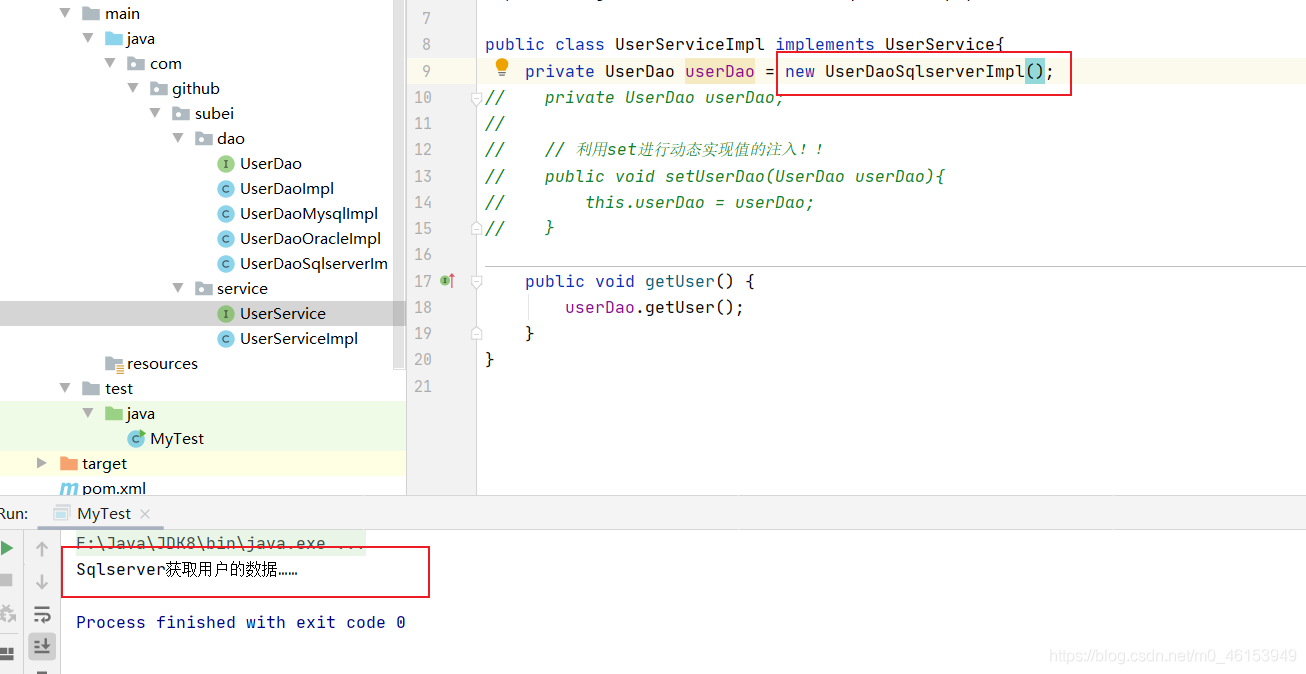 main
java
com
github
subei
dao
UserDao
UserDaoImpl
UserDaoMysqlImpl
UserDaoOracleImpl
UserDaoSqlserverIm
service
UserService
UserServiceImpl
resources
test
java
MyTest
target
pom.xml
7
8 public class UserServiceImpl implements UserService{
9 private UserDao userDao = new UserDaoSqlserverImpl();
10 // private UserDao userDao;
11 //
12 // // 利用set进行动态实现值的注入！！
13 // public void setUserDao(UserDao userDao){
14 // this.userDao = userDao;
15 // }
16
17 public void getUser() {
18 userDao.getUser();
19 }
20 }
21
Run: MyTest
F:\Java\JDK8\bin\java.exe ...
Sqlserver获取用户的数据……
Process finished with exit code 0
https://blog.csdn.net/m0_46153949